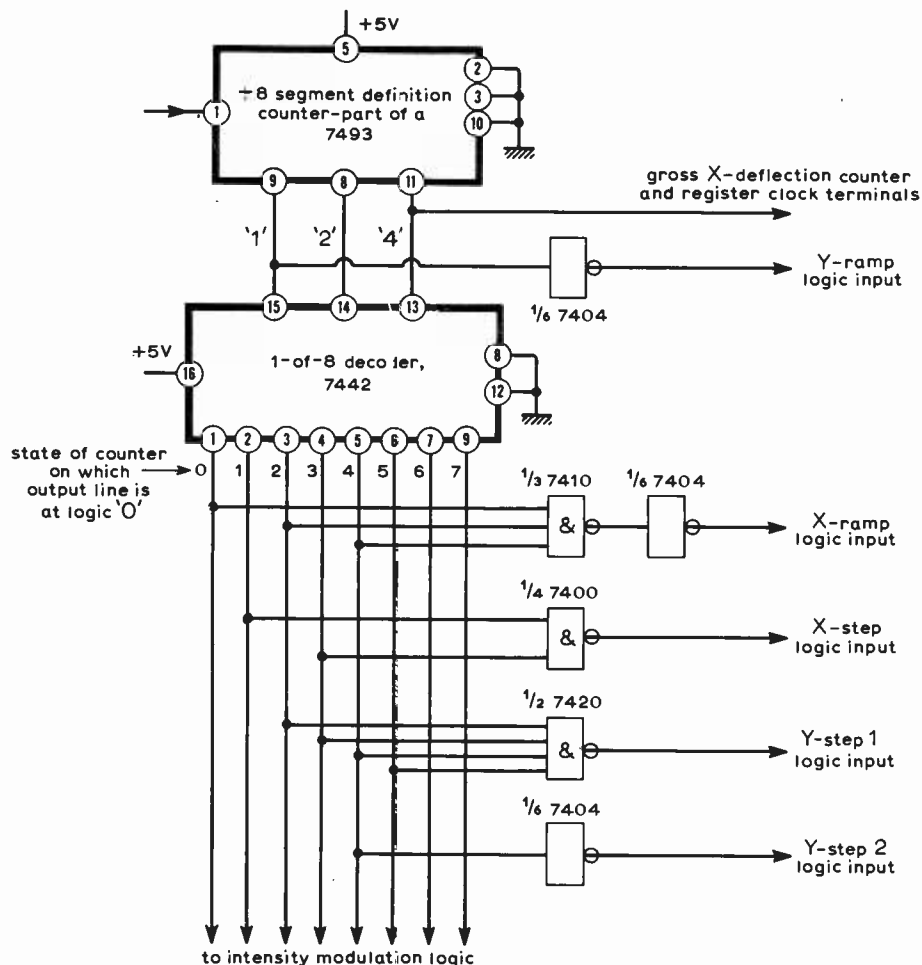 +5V
5
2
÷8 segment definition
3
counter-part of a
1
7493
10
9
8
11
gross X-deflection counter
and register clock terminals
'1'
'2'
'4'
Y-ramp
logic input
1/6 7404
15
14
13
+5V
1-of-8 decoder,
8
16
7442
12
1
2
3
4
5
6
7
9
state of counter
on which
output line is
at logic 'O'
0
1
2
3
4
5
6
7
1/3 7410
1/6 7404
&
X-ramp
logic input
1/4 7400
&
X-step
logic input
1/2 7420
&
Y-step 1
logic input
1/6 7404
Y-step 2
logic input
to intensity modulation logic